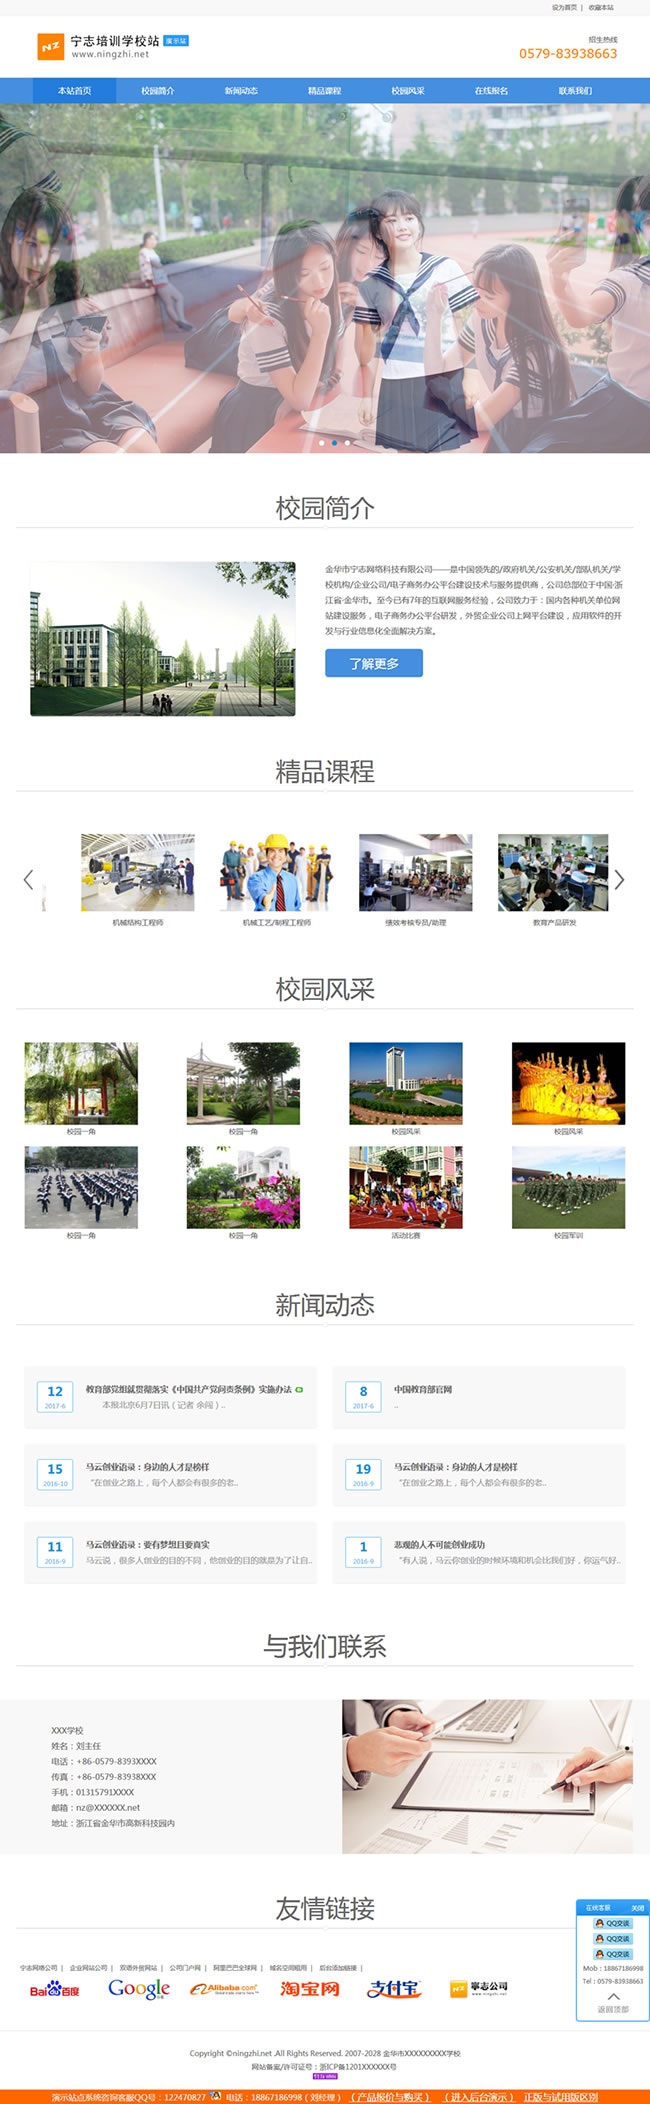 设为首页 | 收藏本站
NZ 宁志培训学校站 演示站
www.ningzhi.net
招生热线
0579-83938663
本站首页 校园简介 新闻动态 精品课程 校园风采 在线报名 联系我们
校园简介
金华市宁志网络科技有限公司——是中国领先的/政府机关/公安机关/部队机关/学
校机构/企业公司/电子商务办公平台建设技术与服务提供商，公司总部位于中国·浙
江省·金华市。至今已有7年的互联网服务经验，公司致力于：国内各种机关单位网
站建设服务，电子商务办公平台研发，外贸企业公司上网平台建设，应用软件的开
发与行业信息化全面解决方案。
了解更多
精品课程
机械结构工程师 机械工艺/制程工程师 绩效考核专员/助理 教育产品研发
校园风采
校园一角 校园一角 校园风采 校园风采
校园一角 校园一角 活动比赛 校园军训
新闻动态
12 2017-6 教育部党组就贯彻落实《中国共产党问责条例》实施办法
本报北京6月7日讯（记者 余闯）..
8 2017-6 中国教育部官网
..
15 2016-10 马云创业语录：身边的人才是榜样
“在创业之路上，每个人都会有很多的老..
19 2016-9 马云创业语录：身边的人才是榜样
“在创业之路上，每个人都会有很多的老..
11 2016-9 马云创业语录：要有梦想目要真实
马云说，很多人创业的目的不同，他创业的目的就是为了让自..
1 2016-9 悲观的人不可能创业成功
“有人说，马云你创业的时候环境和机会比我们好，你运气好..
与我们联系
XXX学校
姓名：刘主任
电话：+86-0579-8393XXXX
传真：+86-0579-83938XXX
手机：01315791XXXX
邮箱：nz@XXXXXX.net
地址：浙江省金华市高新科技园内
友情链接
在线客服 关闭
QQ交谈
QQ交谈
QQ交谈
Mob：18867186998
Tel：0579-83938663
返回顶部
宁志网络公司 | 企业网站公司 | 双语外贸网站 | 公司门户网 | 阿里巴巴全球网 | 域名空间租用 | 后台添加链接 |
Bai百度 Google Alibaba.com 淘宝网 支付宝 NZ 宁志公司
Copyright ©ningzhi.net .All Rights Reserved. 2007-2028 金华市XXXXXXXXX学校
网站备案/许可证号：浙ICP备1201XXXXXX号
演示站点系统咨询客服QQ号：122470827 电话：18867186998（刘经理） （产品报价与购买） （进入后台演示） 正版与试用版区别